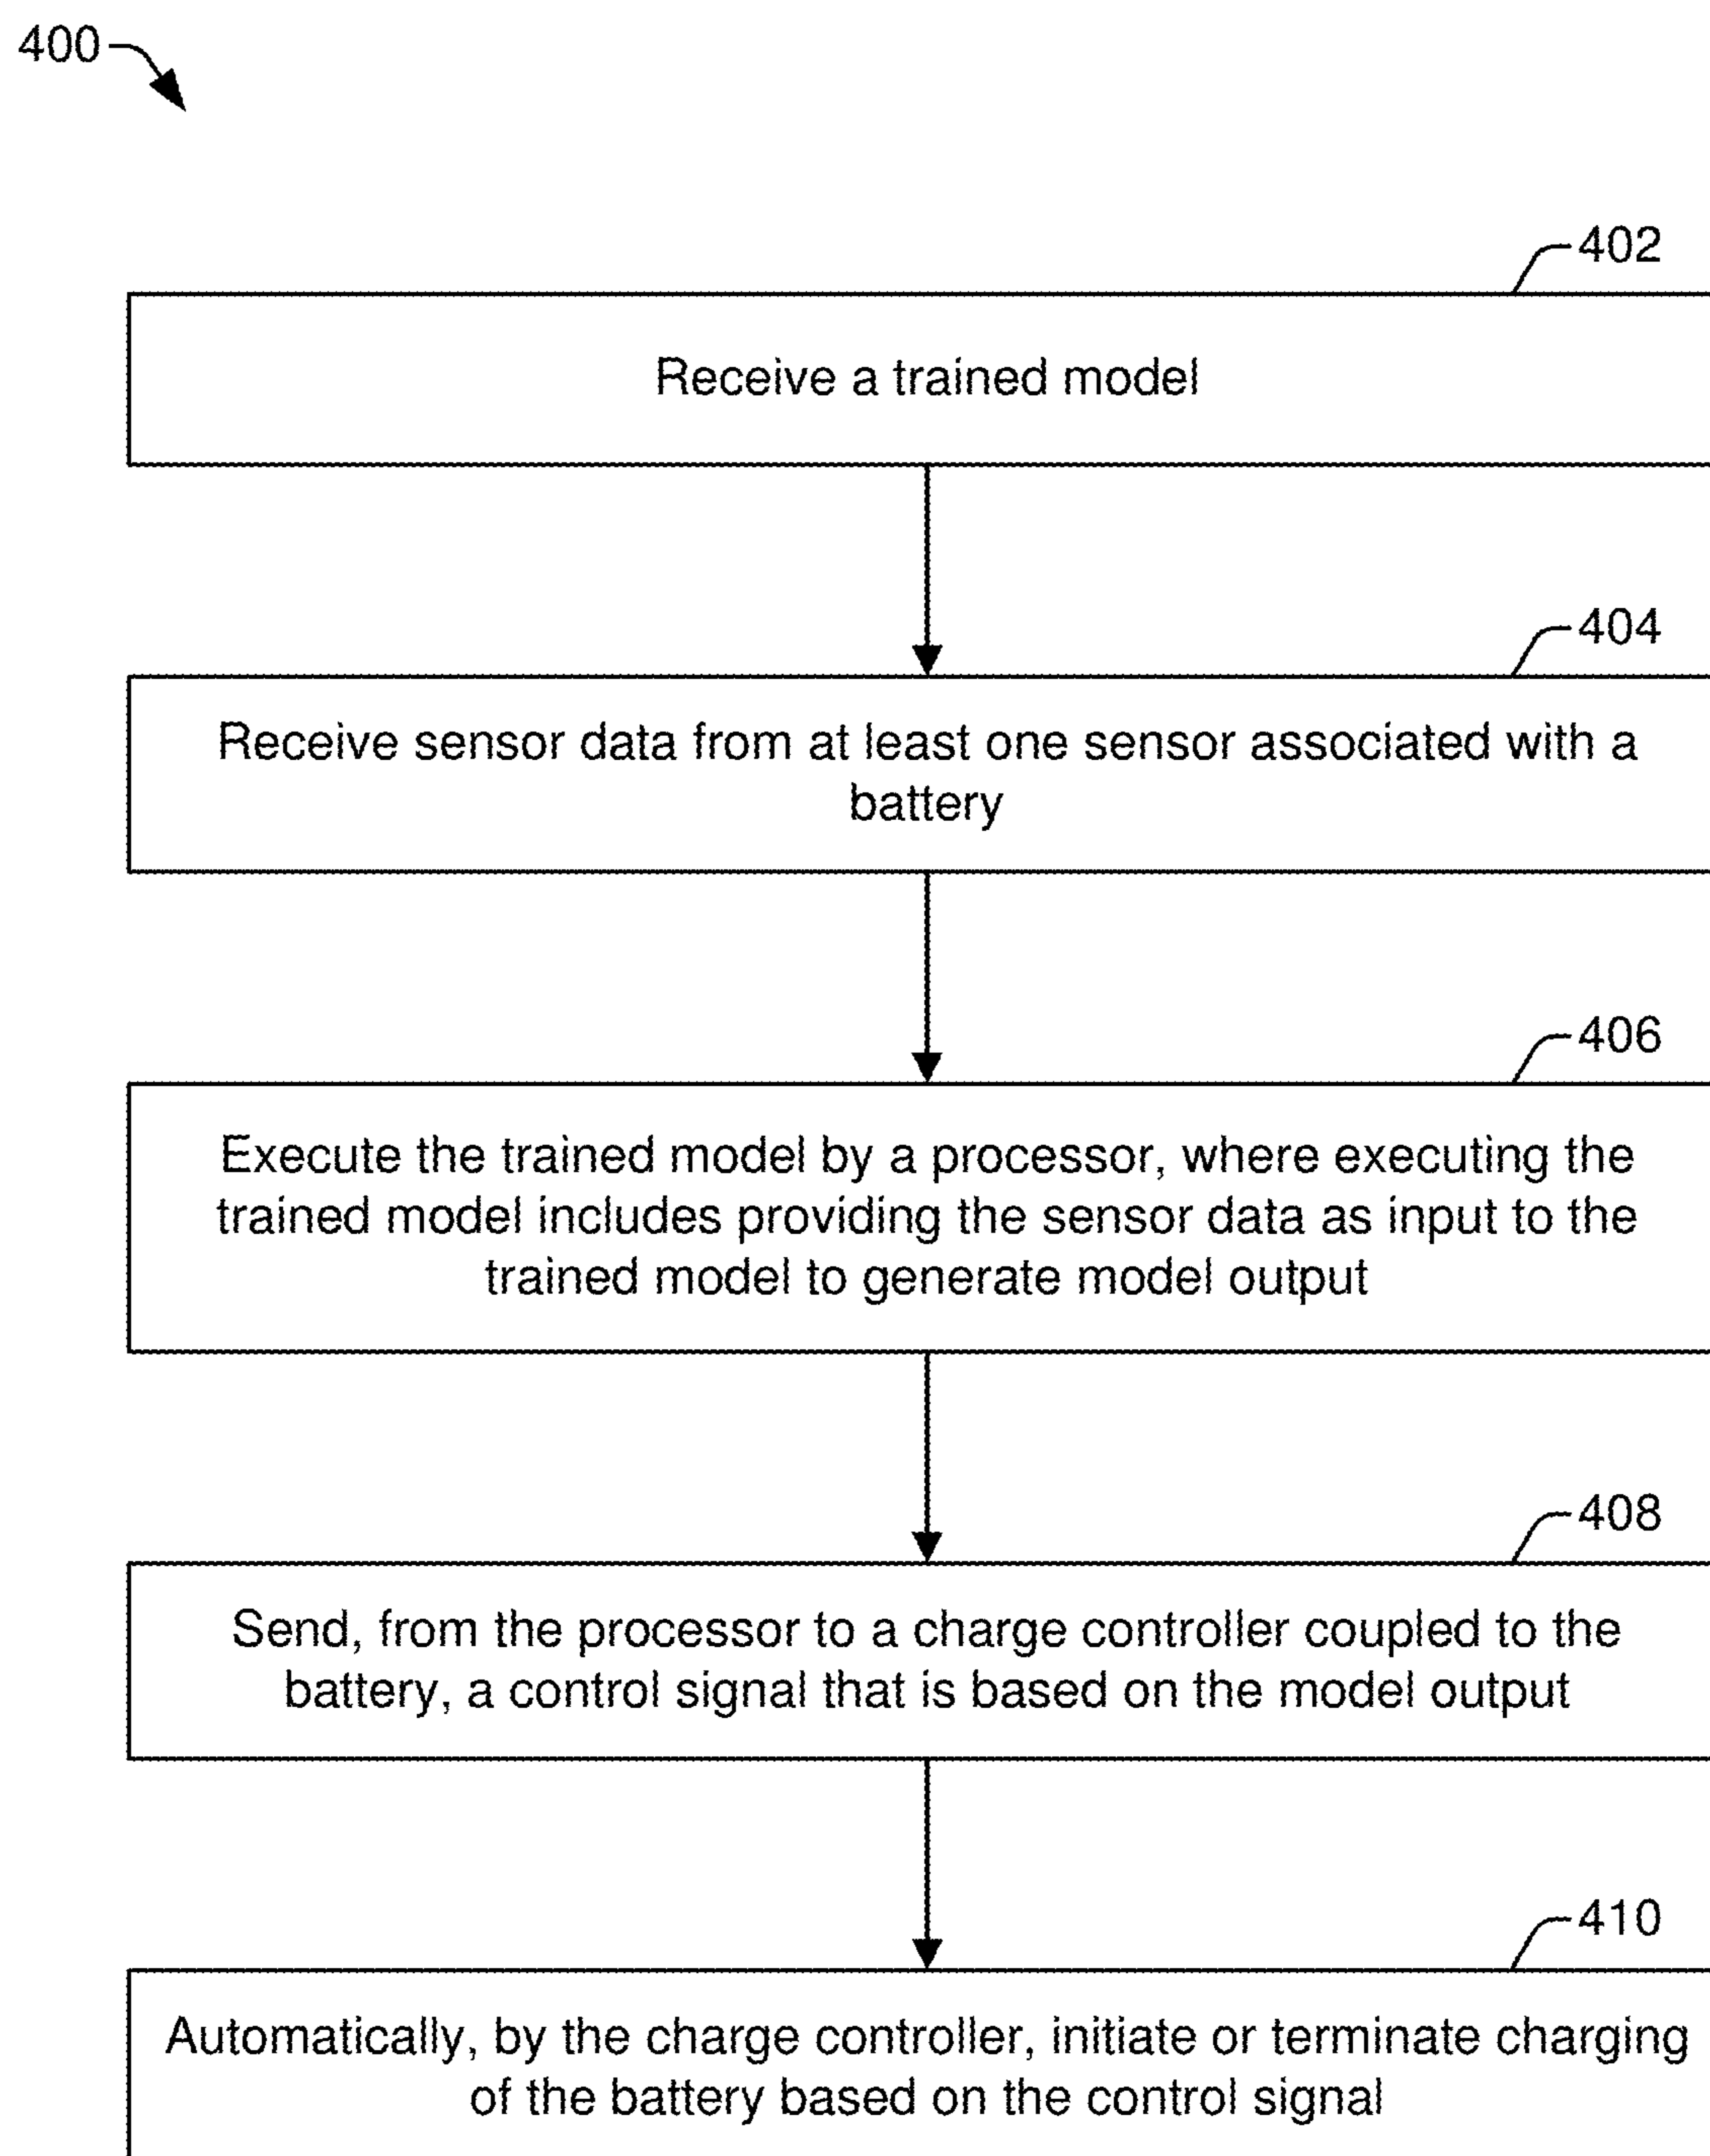 400
402
Receive a trained model
404
Receive sensor data from at least one sensor associated with a
battery
406
Execute the trained model by a processor, where executing the
trained model includes providing the sensor data as input to the
trained model to generate model output
408
Send, from the processor to a charge controller coupled to the
battery, a control signal that is based on the model output
410
Automatically, by the charge controller, initiate or terminate charging
of the battery based on the control signal